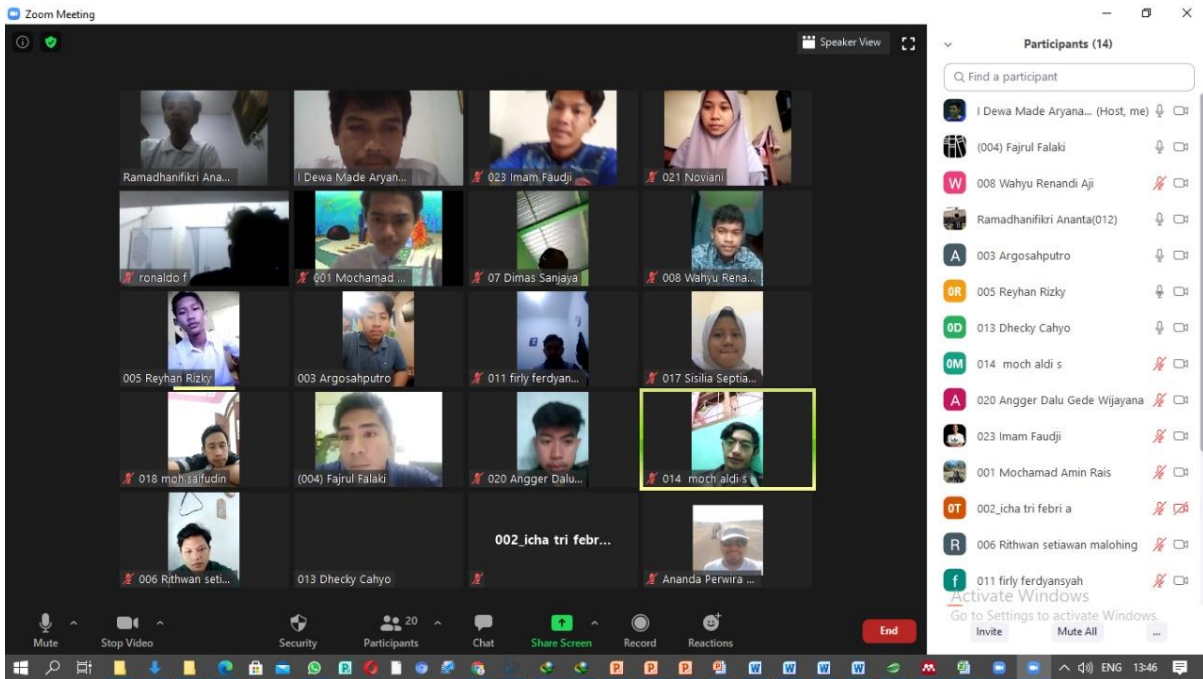 Zoom Meeting
Speaker View
Ramadhanifikri Ana...
I Dewa Made Aryan...
023 Imam Faudji
021 Noviani
ronaldo f
001 Mochamad ...
07 Dimas Sanjaya
008 Wahyu Rena...
005 Reyhan Rizky
003 Argosahputro
011 firly ferdyan...
017 Sisilia Septia...
018 moh saifudin
(004) Fajrul Falaki
020 Angger Dalu...
014 moch aldi s
006 Rithwan seti...
013 Dhecky Cahyo
002_icha tri febr...
Ananda Perwira ...
Mute
Stop Video
Security
20
Participants
Chat
Share Screen
Record
Reactions
End
Participants (14)
Find a participant
I Dewa Made Aryana... (Host, me)
(004) Fajrul Falaki
W 008 Wahyu Renandi Aji
Ramadhanifikri Ananta(012)
A 003 Argosahputro
0R 005 Reyhan Rizky
0D 013 Dhecky Cahyo
0M 014 moch aldi s
A 020 Angger Dalu Gede Wijayana
023 Imam Faudji
001 Mochamad Amin Rais
0T 002_icha tri febri a
R 006 Rithwan setiawan malohing
f 011 firly ferdyansyah
Activate Windows
Go to Settings to activate Windows.
Invite
Mute All
...
ENG
13:46